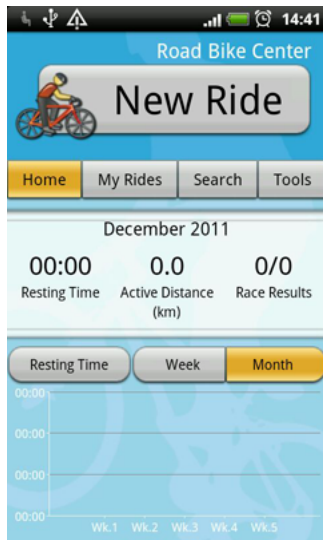 14:41
Road Bike Center
New Ride
Home My Rides Search Tools
December 2011
00:00 0.0 0/0
Resting Time Active Distance (km) Race Results
Resting Time Week Month
00:00
00:00
00:00
00:00
Wk.1 Wk.2 Wk.3 Wk.4 Wk.5